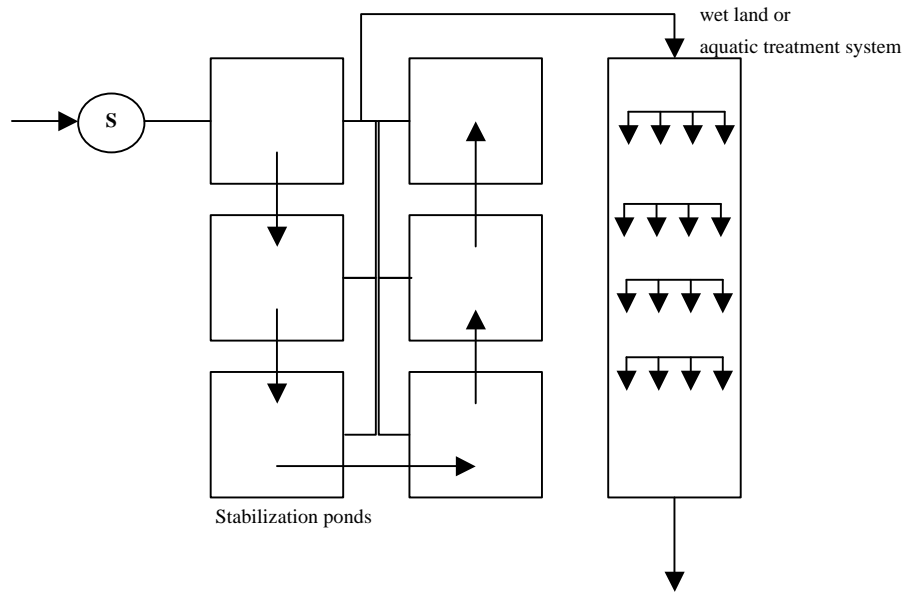 wet land or
aquatic treatment system
S
Stabilization ponds